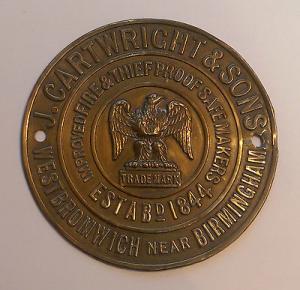 J. CARTWRIGHT & SONS
WESTBROMWICH NEAR BIRMINGHAM
IMPROVED FIRE & THIEF PROOF SAFE MAKERS
ESTABD 1844
TRADE MARK